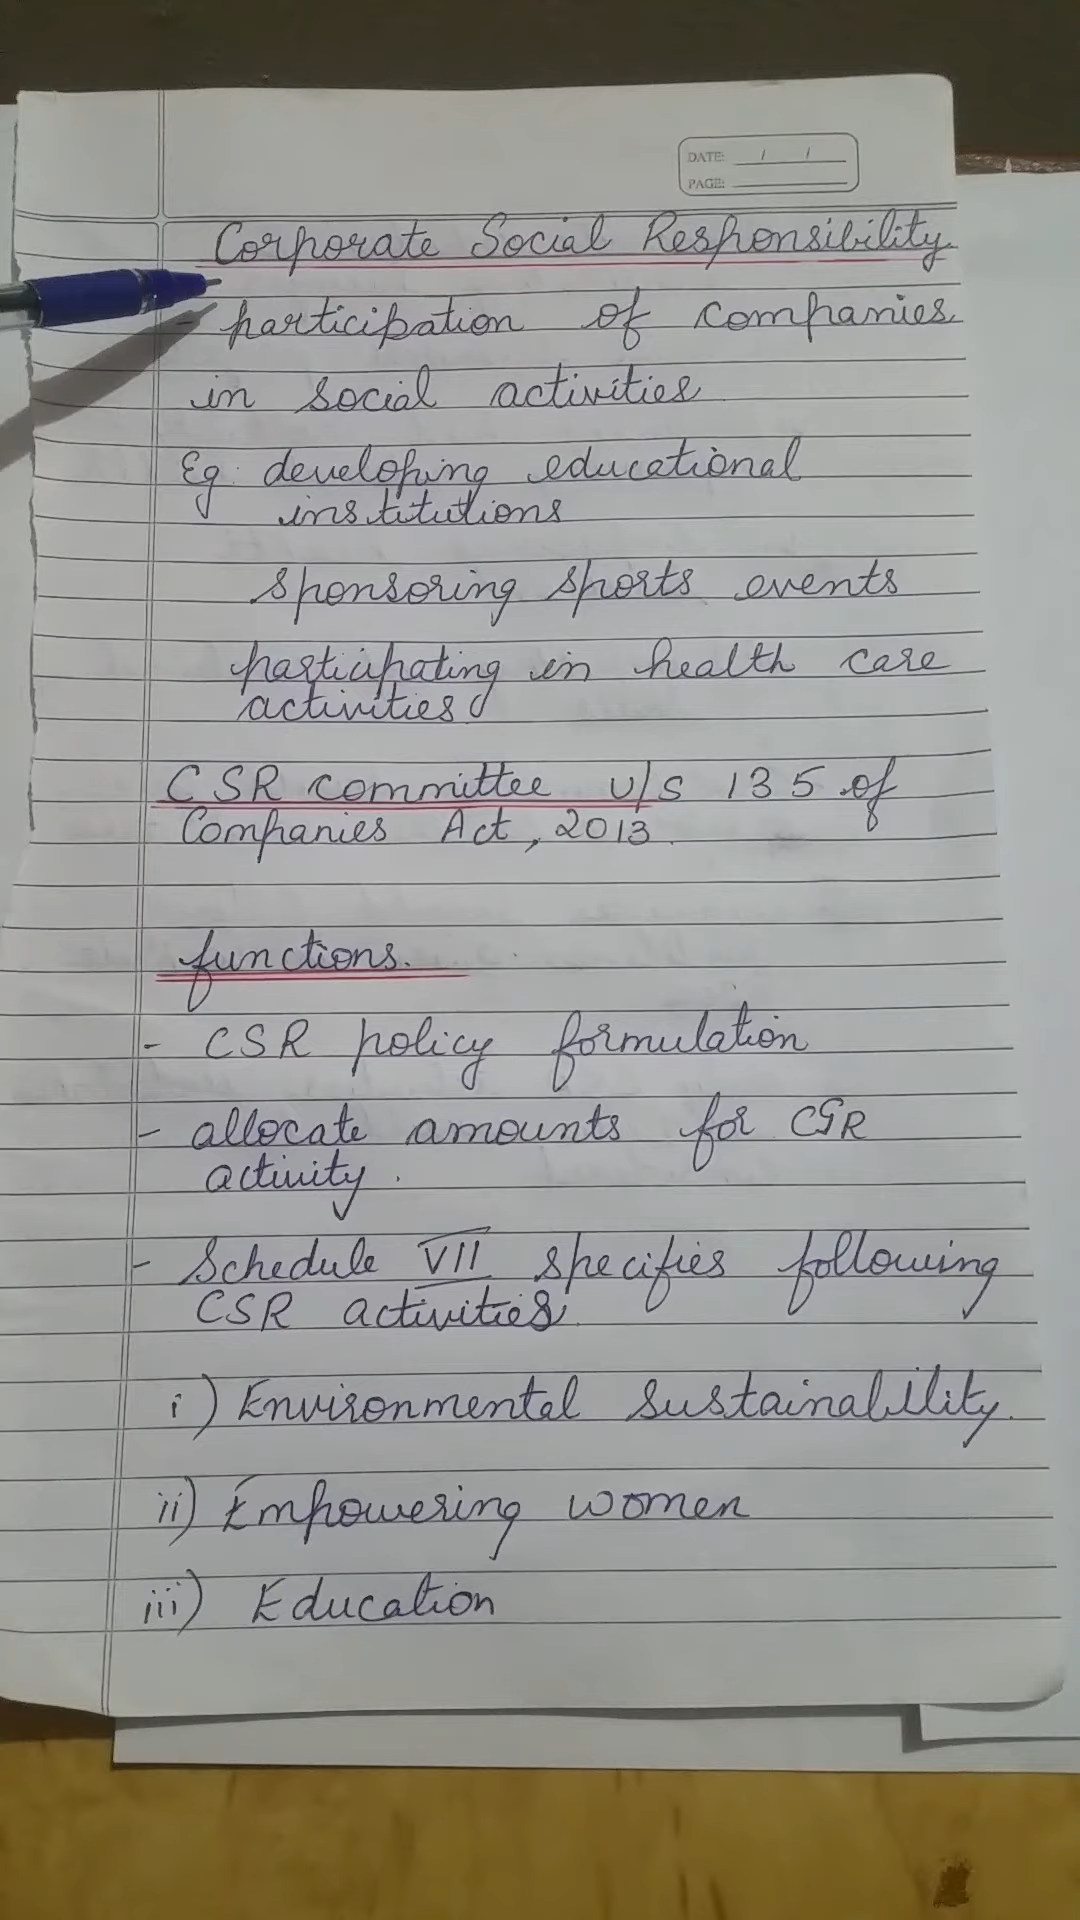 DATE: / /
PAGE:
Corporate Social Responsibility
- participation of companies
in social activities
Eg: developing educational
institutions
sponsoring sports events
participating in health care
activities
CSR committee u/s 135 of
Companies Act, 2013.
functions.
- CSR policy formulation
- allocate amounts for CSR
activity.
- Schedule VII specifies following
CSR activities.
i) Environmental Sustainability.
ii) Empowering women
iii) Education